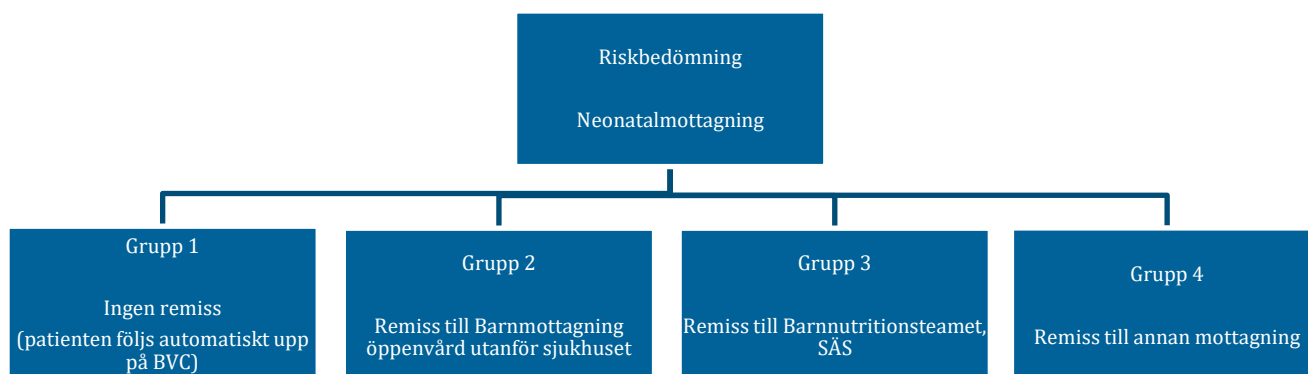 Riskbedömning
Neonatalmottagning
Grupp 1
Ingen remiss
(patienten följs automatiskt upp
på BVC)
Grupp 2
Remiss till Barnmottagning
öppenvård utanför sjukhuset
Grupp 3
Remiss till Barnnutritionsteamet,
SÄS
Grupp 4
Remiss till annan mottagning